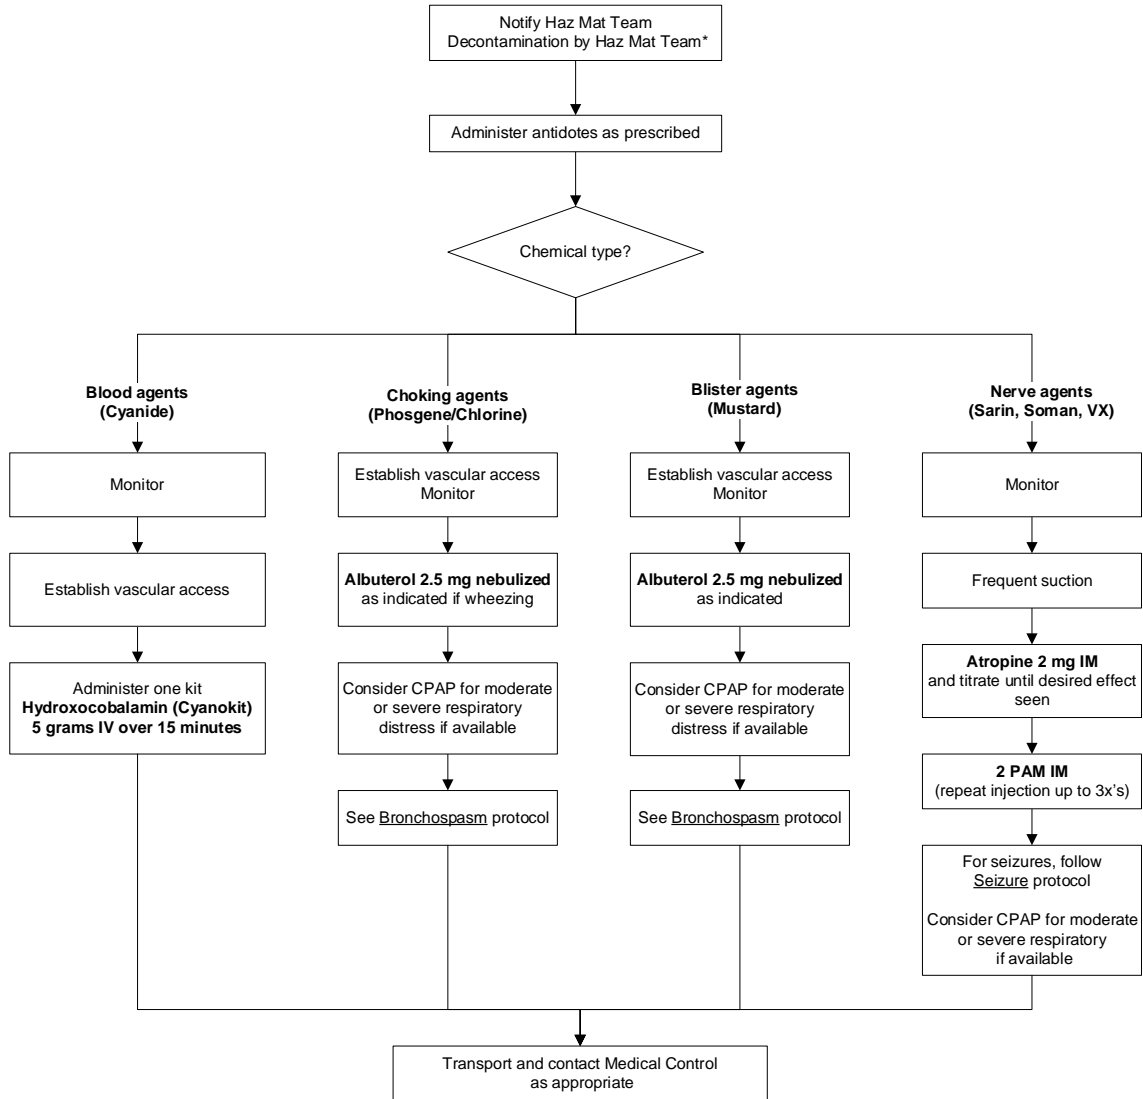 Notify Haz Mat Team
Decontamination by Haz Mat Team*
Administer antidotes as prescribed
Chemical type?
Blood agents
(Cyanide)
Monitor
Establish vascular access
Administer one kit
Hydroxocobalamin (Cyanokit)
5 grams IV over 15 minutes
Choking agents
(Phosgene/Chlorine)
Establish vascular access
Monitor
Albuterol 2.5 mg nebulized
as indicated if wheezing
Consider CPAP for moderate
or severe respiratory
distress if available
See Bronchospasm protocol
Blister agents
(Mustard)
Establish vascular access
Monitor
Albuterol 2.5 mg nebulized
as indicated
Consider CPAP for moderate
or severe respiratory
distress if available
See Bronchospasm protocol
Nerve agents
(Sarin, Soman, VX)
Monitor
Frequent suction
Atropine 2 mg IM
and titrate until desired effect
seen
2 PAM IM
(repeat injection up to 3x's)
For seizures, follow
Seizure protocol
Consider CPAP for moderate
or severe respiratory
if available
Transport and contact Medical Control
as appropriate